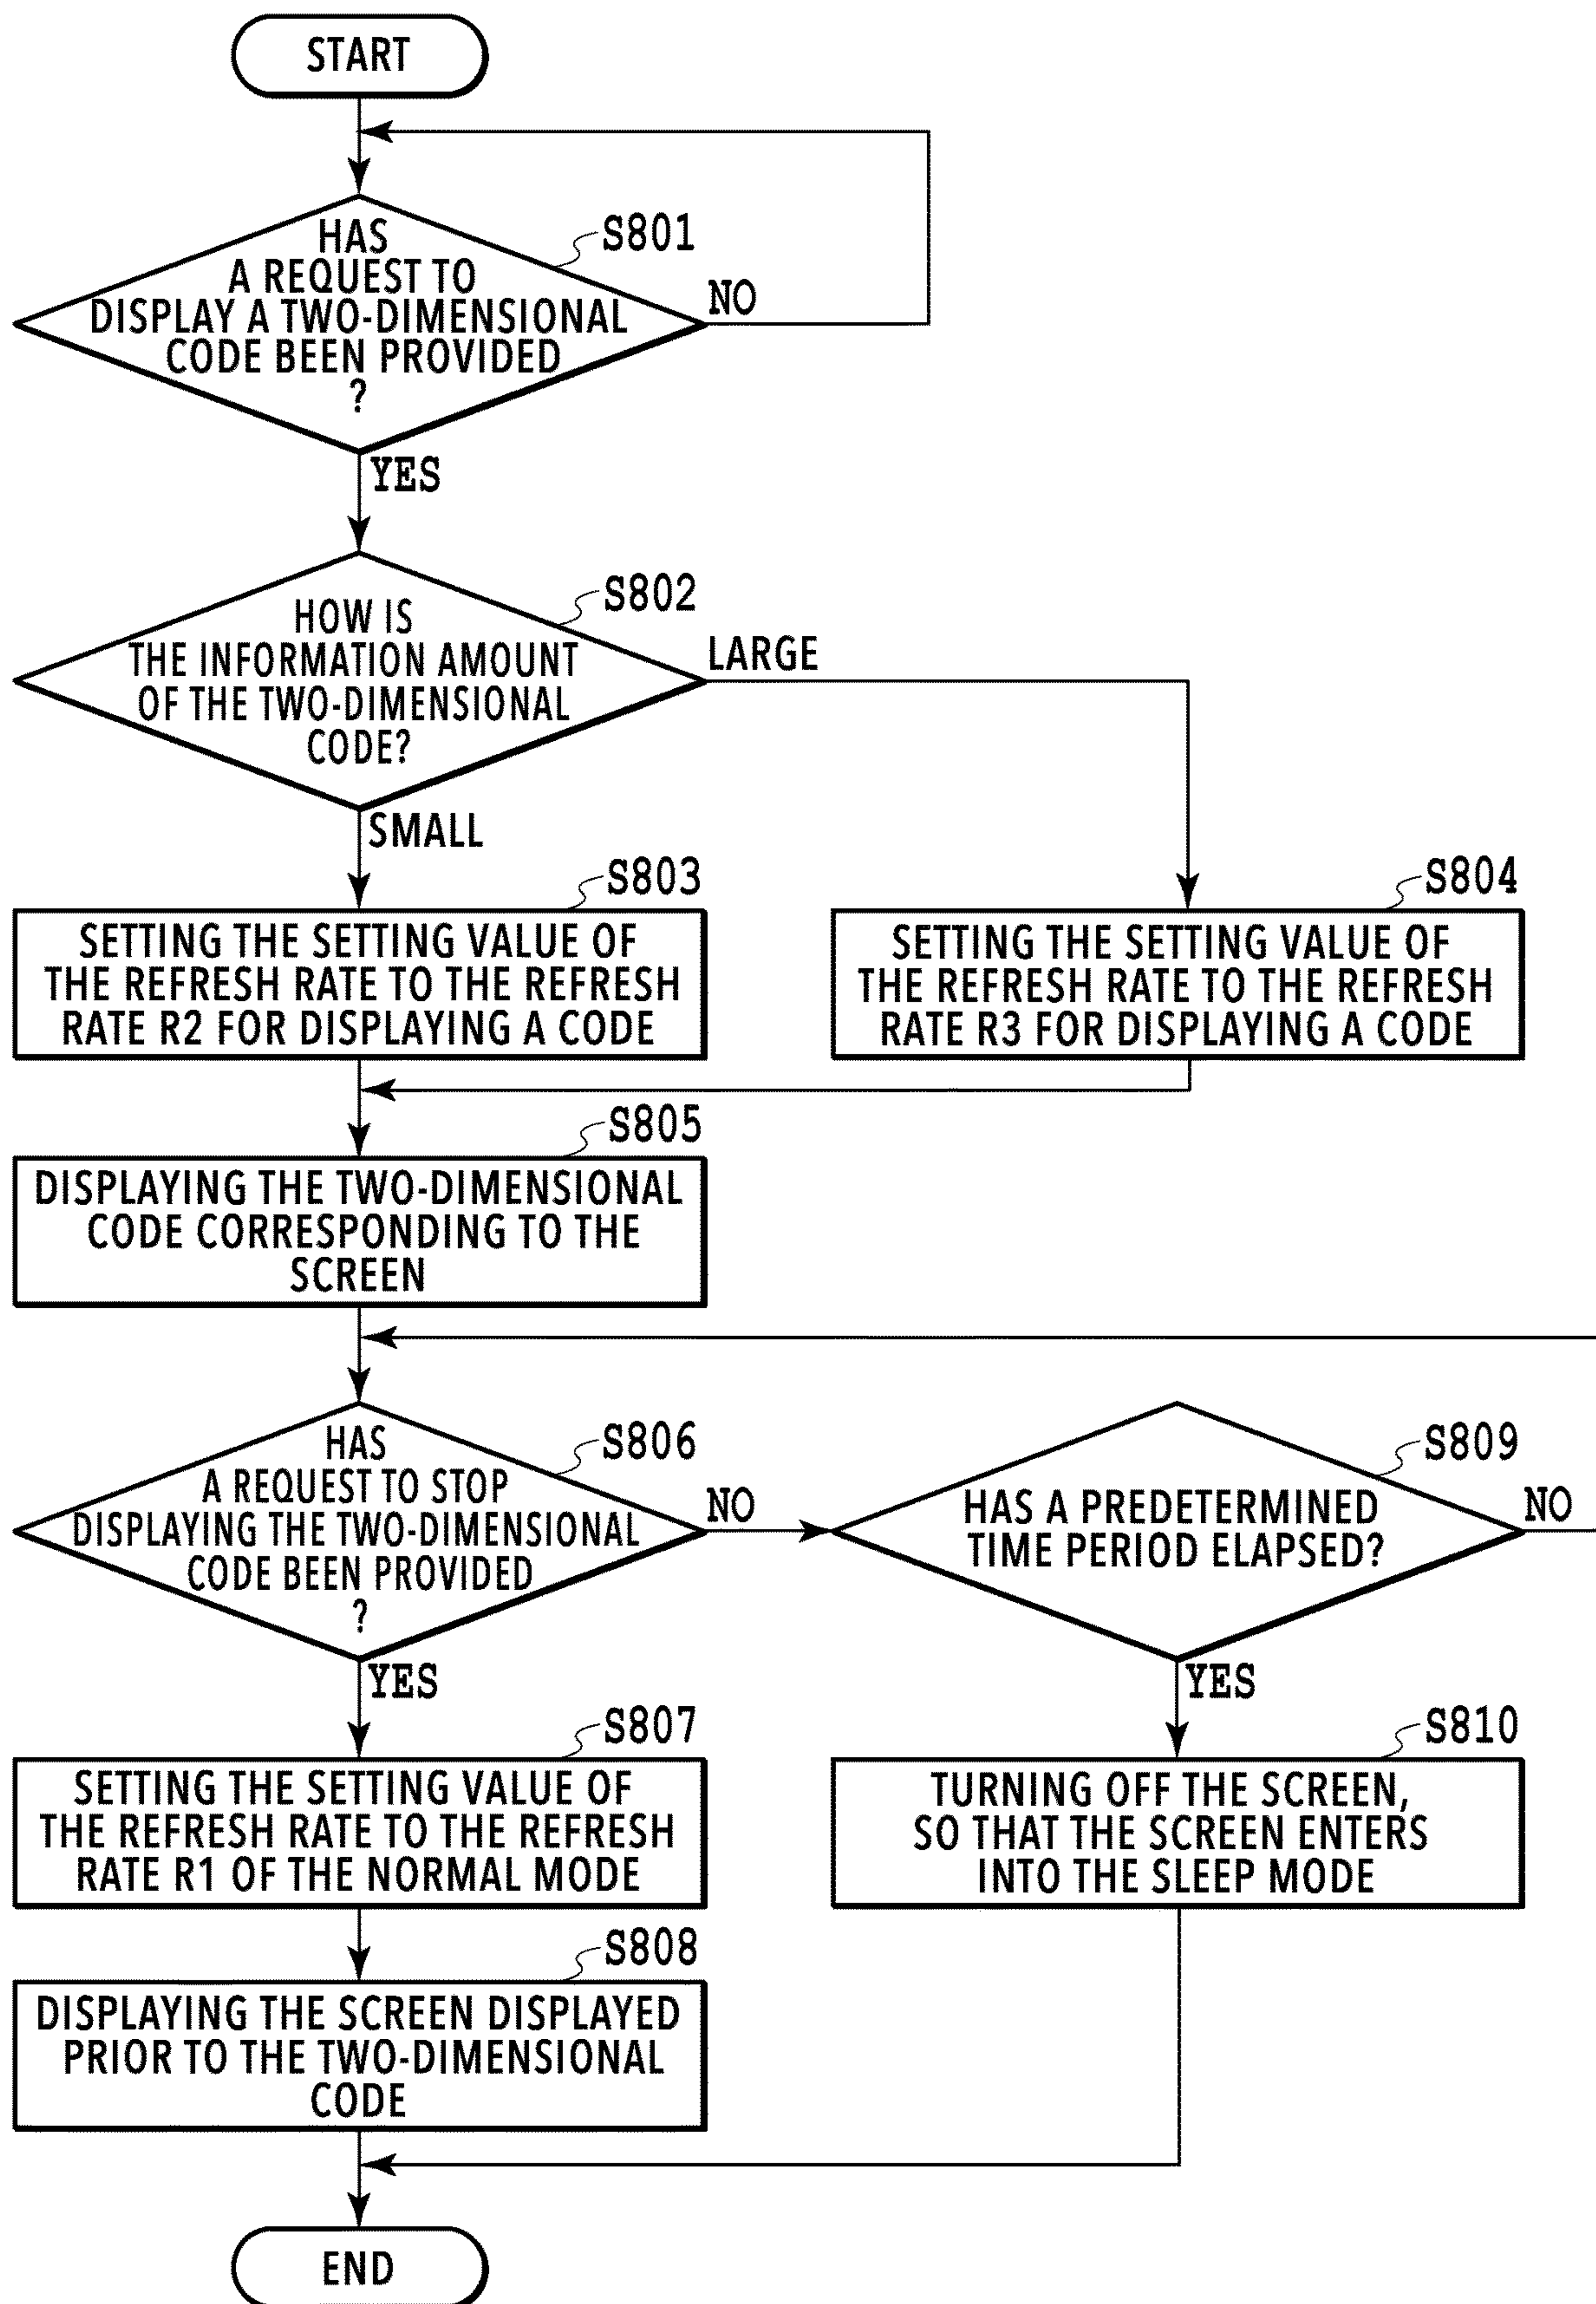 START
S801
HAS
A REQUEST TO
DISPLAY A TWO-DIMENSIONAL
CODE BEEN PROVIDED
?
NO
YES
S802
HOW IS
THE INFORMATION AMOUNT
OF THE TWO-DIMENSIONAL
CODE?
LARGE
SMALL
S803
SETTING THE SETTING VALUE OF
THE REFRESH RATE TO THE REFRESH
RATE R2 FOR DISPLAYING A CODE
S804
SETTING THE SETTING VALUE OF
THE REFRESH RATE TO THE REFRESH
RATE R3 FOR DISPLAYING A CODE
S805
DISPLAYING THE TWO-DIMENSIONAL
CODE CORRESPONDING TO THE
SCREEN
S806
HAS
A REQUEST TO STOP
DISPLAYING THE TWO-DIMENSIONAL
CODE BEEN PROVIDED
?
NO
YES
S809
HAS A PREDETERMINED
TIME PERIOD ELAPSED?
NO
YES
S807
SETTING THE SETTING VALUE OF
THE REFRESH RATE TO THE REFRESH
RATE R1 OF THE NORMAL MODE
S810
TURNING OFF THE SCREEN,
SO THAT THE SCREEN ENTERS
INTO THE SLEEP MODE
S808
DISPLAYING THE SCREEN DISPLAYED
PRIOR TO THE TWO-DIMENSIONAL
CODE
END